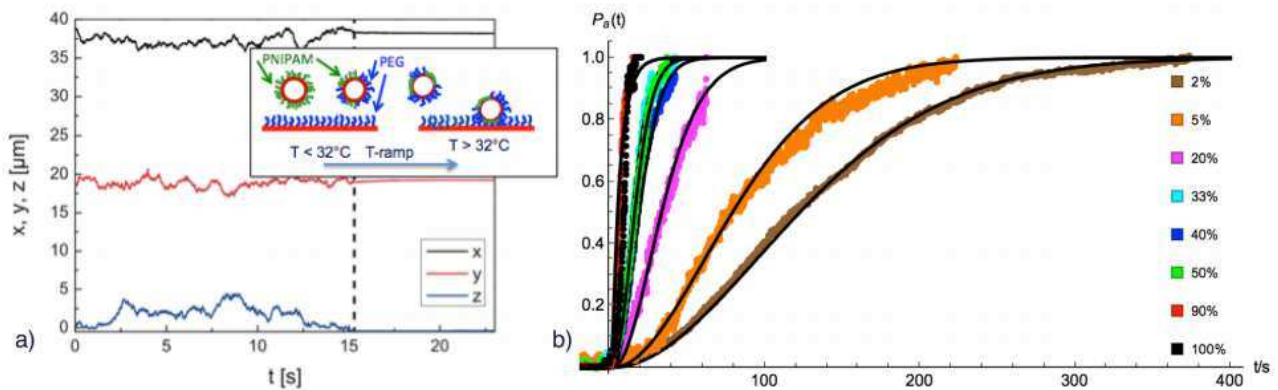 40
35
30
25
20
15
10
5
0
x, y, z [µm]
PNIPAM
PEG
T < 32°C T-ramp T > 32°C
x
y
z
0 5 10 15 20
t [s]
a)
Pa(t)
1.0
0.8
0.6
0.4
0.2
100 200 300 400 t/s
2%
5%
20%
33%
40%
50%
90%
100%
b)